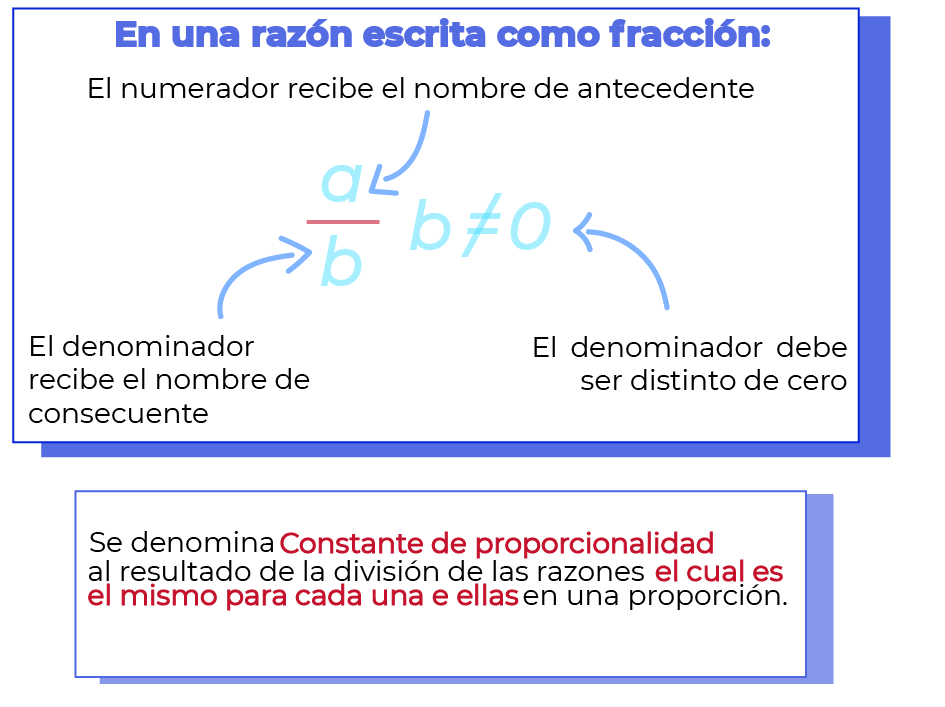 En una razón escrita como fracción:
El numerador recibe el nombre de antecedente
a
b
b ≠ 0
El denominador
recibe el nombre de
consecuente
El denominador debe
ser distinto de cero
Se denomina Constante de proporcionalidad
al resultado de la división de las razones el cual es
el mismo para cada una e ellas en una proporción.